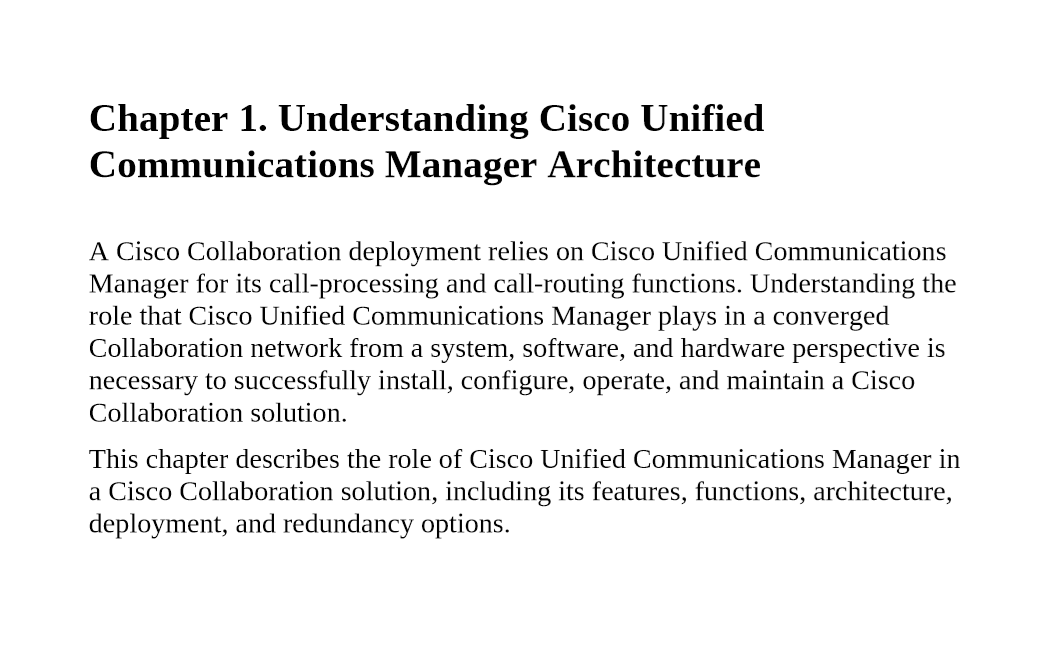 Chapter 1. Understanding Cisco Unified
Communications Manager Architecture
A Cisco Collaboration deployment relies on Cisco Unified Communications
Manager for its call-processing and call-routing functions. Understanding the
role that Cisco Unified Communications Manager plays in a converged
Collaboration network from a system, software, and hardware perspective is
necessary to successfully install, configure, operate, and maintain a Cisco
Collaboration solution.
This chapter describes the role of Cisco Unified Communications Manager in
a Cisco Collaboration solution, including its features, functions, architecture,
deployment, and redundancy options.